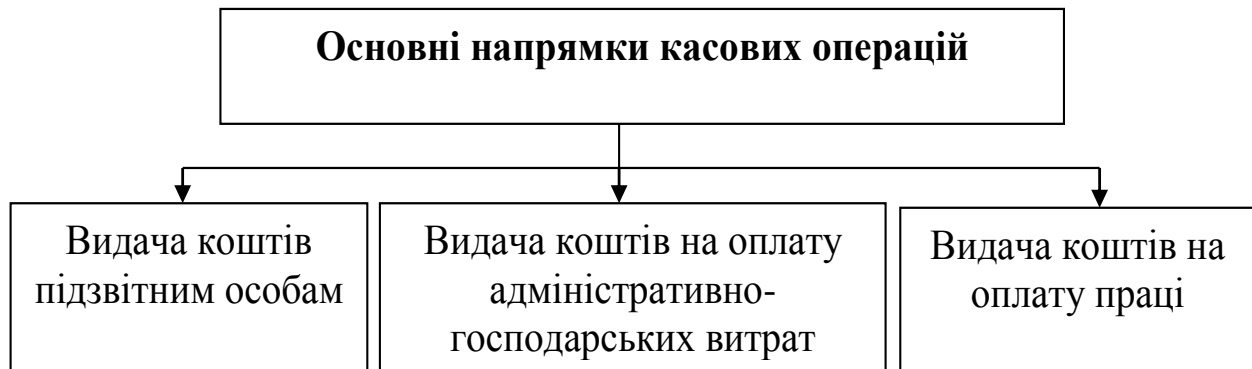 Основні напрямки касових операцій
Видача коштів
підзвітним особам
Видача коштів на оплату
адміністративно-
господарських витрат
Видача коштів на
оплату праці